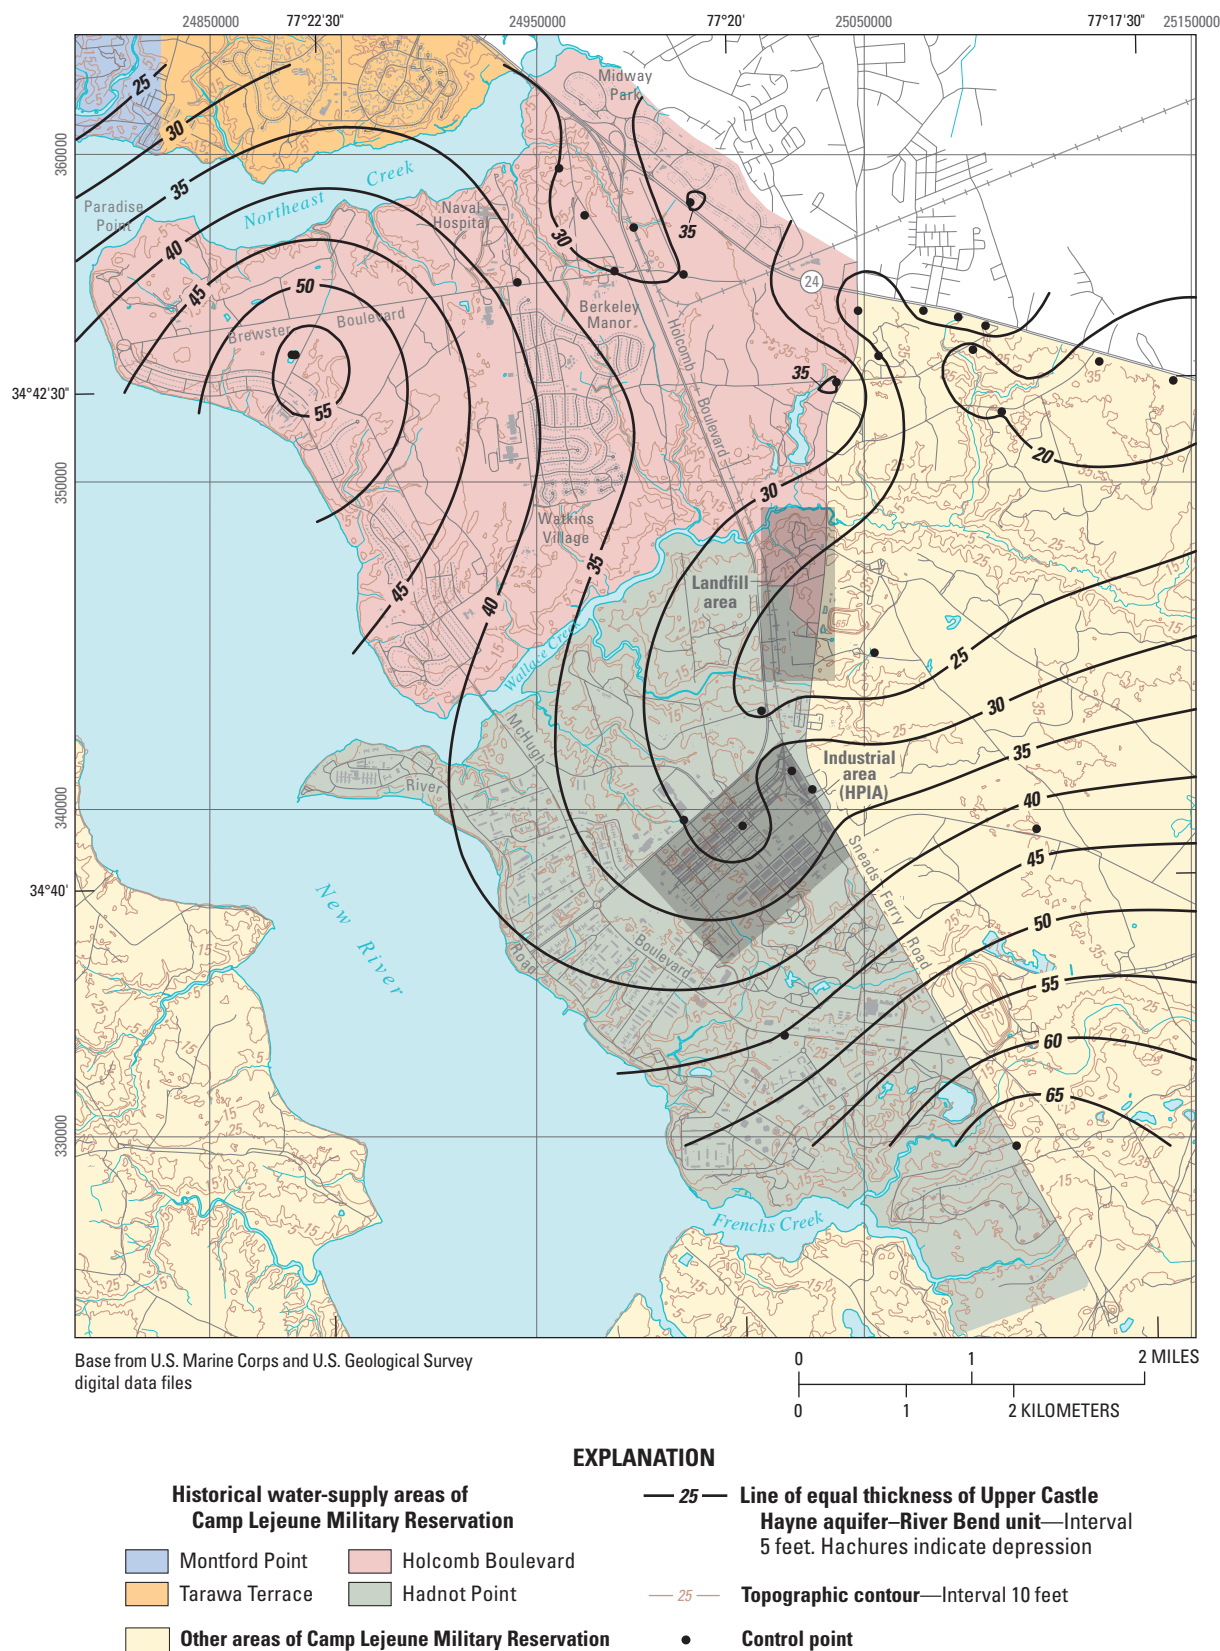 24850000
77°22'30"
24950000
77°20'
25050000
77°17'30"
25150000
360000
34°42'30"
350000
340000
34°40'
330000
Midway
Park
25
30
35
40
45
50
55
Paradise
Point
Northeast Creek
Naval
Hospital
30
35
24
Berkeley
Manor
Brewster Boulevard
Holcomb Boulevard
35
20
30
Watkins
Village
35
40
45
Landfill
area
Wallace Creek
25
30
35
40
45
50
55
60
65
McHugh
Boulevard
River
Road
Industrial
area
(HPIA)
Sneads Ferry Road
New River
Frenchs Creek
Base from U.S. Marine Corps and U.S. Geological Survey
digital data files
0 1 2 MILES
0 1 2 KILOMETERS
EXPLANATION
Historical water-supply areas of
Camp Lejeune Military Reservation
Montford Point
Holcomb Boulevard
Tarawa Terrace
Hadnot Point
Other areas of Camp Lejeune Military Reservation
25 Line of equal thickness of Upper Castle
Hayne aquifer–River Bend unit—Interval
5 feet. Hachures indicate depression
25 Topographic contour—Interval 10 feet
Control point